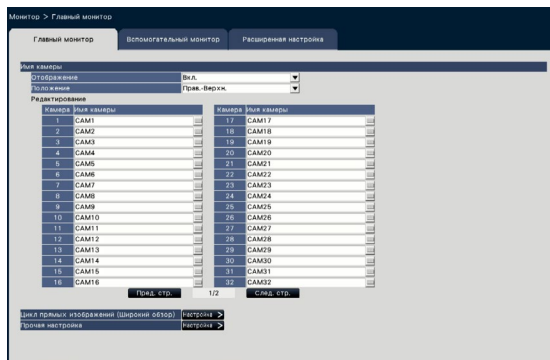 Монитор > Главный монитор
Главный монитор Вспомогательный монитор Расширенная настройка
Имя камеры
Отображение Вкл.
Положение Прав.-Верхн.
Редактирование
Камера Имя камеры Камера Имя камеры
1 CAM1 17 CAM17
2 CAM2 18 CAM18
3 CAM3 19 CAM19
4 CAM4 20 CAM20
5 CAM5 21 CAM21
6 CAM6 22 CAM22
7 CAM7 23 CAM23
8 CAM8 24 CAM24
9 CAM9 25 CAM25
10 CAM10 26 CAM26
11 CAM11 27 CAM27
12 CAM12 28 CAM28
13 CAM13 29 CAM29
14 CAM14 30 CAM30
15 CAM15 31 CAM31
16 CAM16 32 CAM32
Пред. стр. 1/2 След. стр.
Цикл прямых изображений (Широкий обзор) Настройка >
Прочая настройка Настройка >